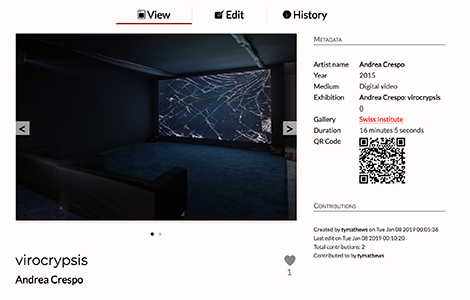 View Edit History
METADATA
Artist name Andrea Crespo
Year 2015
Medium Digital video
Exhibition Andrea Crespo: virocrypsis
0
Gallery Swiss Institute
Duration 16 minutes 5 seconds
QR Code
< >
CONTRIBUTIONS
Created by tymathews on Tue Jan 08 2019 00:05:36
Last edit on Tue Jan 08 2019 00:10:20
Total contributions: 2
Contributed to by tymathews
virocrypsis
1
Andrea Crespo